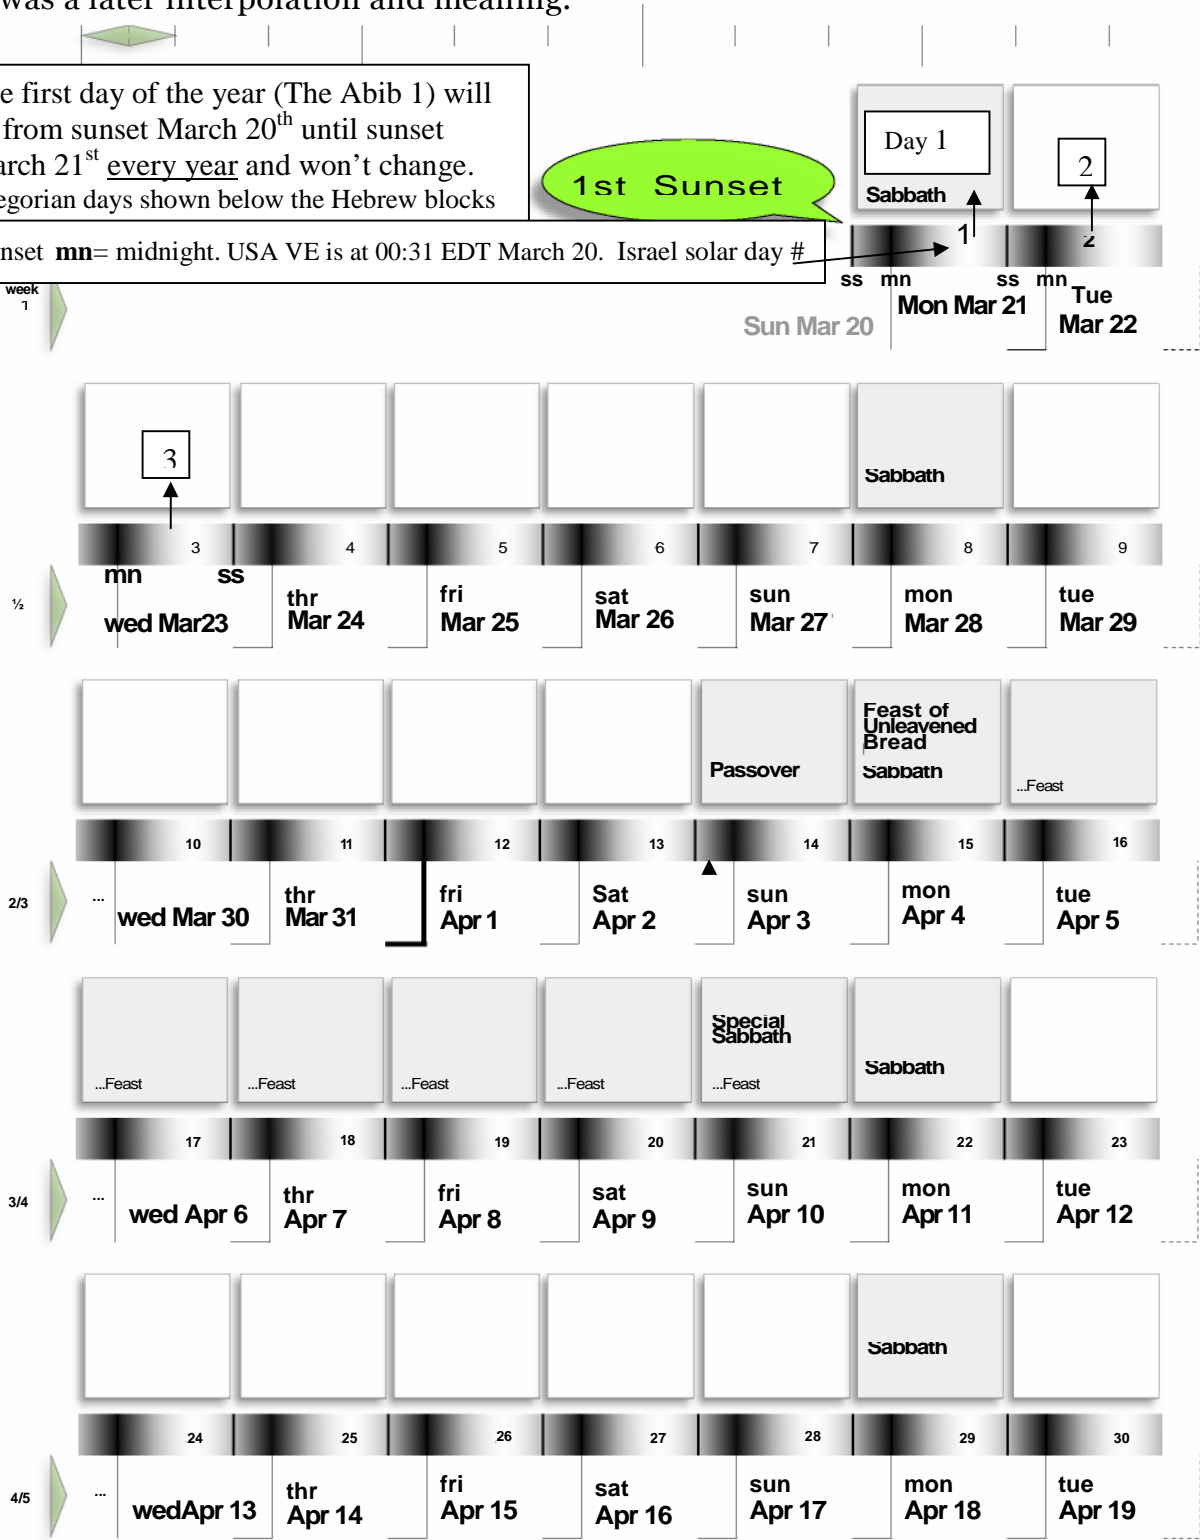 was a later interpolation and meaning.
e first day of the year (The Abib 1) will
from sunset March 20th until sunset
arch 21st every year and won't change.
egorian days shown below the Hebrew blocks
1st Sunset
Day 1
Sabbath
2
nset mn= midnight. USA VE is at 00:31 EDT March 20. Israel solar day #
1 2
week
1
ss mn ss mn
Sun Mar 20 Mon Mar 21 Tue
Mar 22
3
Sabbath
3 4 5 6 7 8 9
mn ss
½
wed Mar23
thr
Mar 24
fri
Mar 25
sat
Mar 26
sun
Mar 27
mon
Mar 28
tue
Mar 29
Passover
Feast of
Unleavened
Bread
Sabbath
...Feast
10 11 12 13 14 15 16
2/3
...
wed Mar 30
thr
Mar 31
fri
Apr 1
Sat
Apr 2
sun
Apr 3
mon
Apr 4
tue
Apr 5
...Feast
...Feast
...Feast
...Feast
Special
Sabbath
...Feast
Sabbath
17 18 19 20 21 22 23
3/4
...
wed Apr 6
thr
Apr 7
fri
Apr 8
sat
Apr 9
sun
Apr 10
mon
Apr 11
tue
Apr 12
Sabbath
24 25 26 27 28 29 30
4/5
...
wedApr 13
thr
Apr 14
fri
Apr 15
sat
Apr 16
sun
Apr 17
mon
Apr 18
tue
Apr 19